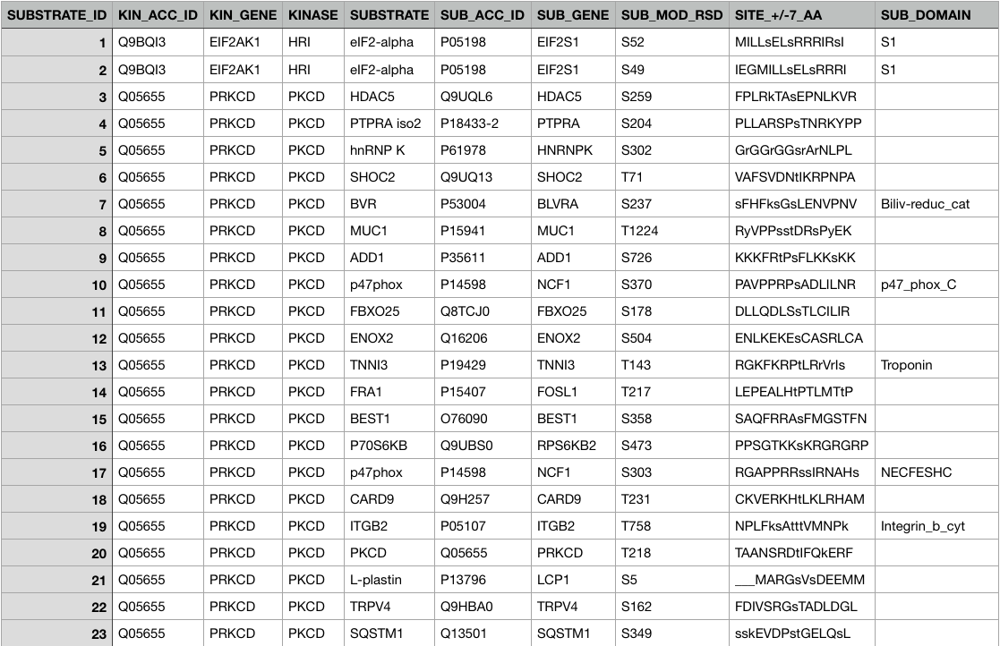 SUBSTRATE_ID KIN_ACC_ID KIN_GENE KINASE SUBSTRATE SUB_ACC_ID SUB_GENE SUB_MOD_RSD SITE_+/-7_AA SUB_DOMAIN
1 Q9BQI3 EIF2AK1 HRI eIF2-alpha P05198 EIF2S1 S52 MILLsELsRRRIRsI S1
2 Q9BQI3 EIF2AK1 HRI eIF2-alpha P05198 EIF2S1 S49 IEGMILLsELsRRRI S1
3 Q05655 PRKCD PKCD HDAC5 Q9UQL6 HDAC5 S259 FPLRkTAsEPNLKVR
4 Q05655 PRKCD PKCD PTPRA iso2 P18433-2 PTPRA S204 PLLARSPsTNRKYPP
5 Q05655 PRKCD PKCD hnRNP K P61978 HNRNPK S302 GrGGrGGsrArNLPL
6 Q05655 PRKCD PKCD SHOC2 Q9UQ13 SHOC2 T71 VAFSVDNtIKRPNPA
7 Q05655 PRKCD PKCD BVR P53004 BLVRA S237 sFHFksGsLENVPNV Biliv-reduc_cat
8 Q05655 PRKCD PKCD MUC1 P15941 MUC1 T1224 RyVPPsstDRsPyEK
9 Q05655 PRKCD PKCD ADD1 P35611 ADD1 S726 KKKFRtPsFLKKsKK
10 Q05655 PRKCD PKCD p47phox P14598 NCF1 S370 PAVPPRPsADLILNR p47_phox_C
11 Q05655 PRKCD PKCD FBXO25 Q8TCJ0 FBXO25 S178 DLLQDLSsTLCILIR
12 Q05655 PRKCD PKCD ENOX2 Q16206 ENOX2 S504 ENLKEKEsCASRLCA
13 Q05655 PRKCD PKCD TNNI3 P19429 TNNI3 T143 RGKFKRPtLRrVrIs Troponin
14 Q05655 PRKCD PKCD FRA1 P15407 FOSL1 T217 LEPEALHtPTLMTtP
15 Q05655 PRKCD PKCD BEST1 O76090 BEST1 S358 SAQFRRAsFMGSTFN
16 Q05655 PRKCD PKCD P70S6KB Q9UBS0 RPS6KB2 S473 PPSGTKKsKRGRGRP
17 Q05655 PRKCD PKCD p47phox P14598 NCF1 S303 RGAPPRRssIRNAHs NECFESHC
18 Q05655 PRKCD PKCD CARD9 Q9H257 CARD9 T231 CKVERKHtLKLRHAM
19 Q05655 PRKCD PKCD ITGB2 P05107 ITGB2 T758 NPLFksAtttVMNPk Integrin_b_cyt
20 Q05655 PRKCD PKCD PKCD Q05655 PRKCD T218 TAANSRDtIFQkERF
21 Q05655 PRKCD PKCD L-plastin P13796 LCP1 S5 ___MARGsVsDEEMM
22 Q05655 PRKCD PKCD TRPV4 Q9HBA0 TRPV4 S162 FDIVSRGsTADLDGL
23 Q05655 PRKCD PKCD SQSTM1 Q13501 SQSTM1 S349 sskEVDPstGELQsL